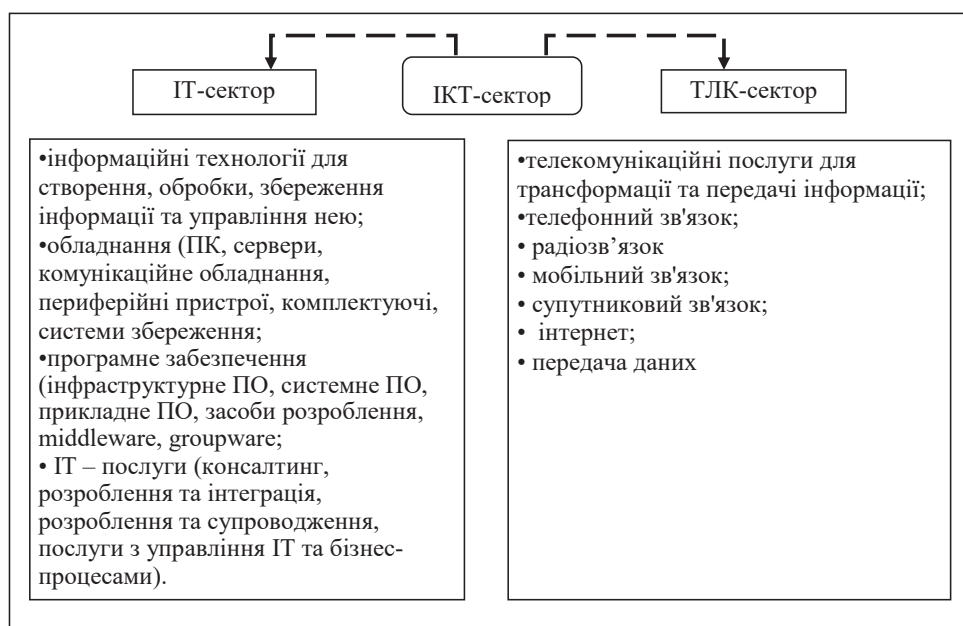 ІТ-сектор
ІКТ-сектор
ТЛК-сектор
•інформаційні технології для
створення, обробки, збереження
інформації та управління нею;
•обладнання (ПК, сервери,
комунікаційне обладнання,
периферійні пристрої, комплектуючі,
системи збереження;
•програмне забезпечення
(інфраструктурне ПО, системне ПО,
прикладне ПО, засоби розроблення,
middleware, groupware;
• ІТ – послуги (консалтинг,
розроблення та інтеграція,
розроблення та супроводження,
послуги з управління ІТ та бізнес-
процесами).
•телекомунікаційні послуги для
трансформації та передачі інформації;
•телефонний зв'язок;
• радіозв’язок
• мобільний зв'язок;
• супутниковий зв'язок;
• інтернет;
• передача даних